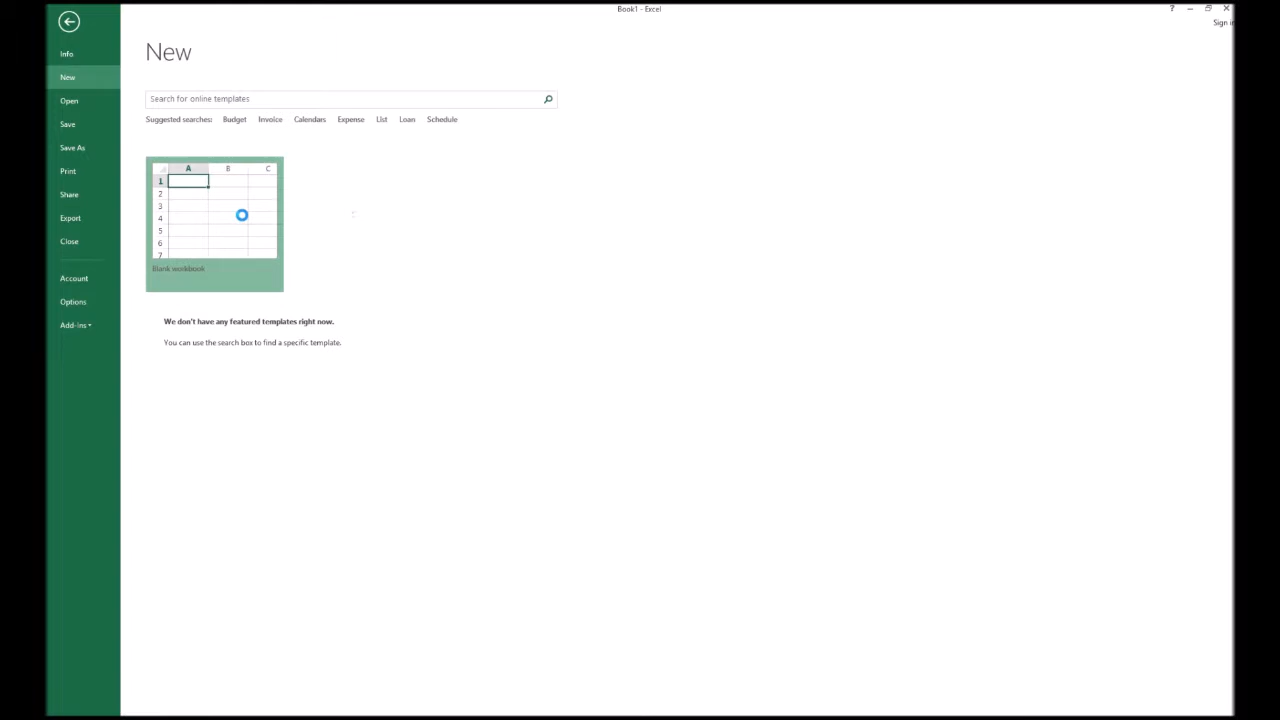 Book1 - Excel
?
Sign in
Info
New
Open
Save
Save As
Print
Share
Export
Close
Account
Options
Add-Ins
New
Search for online templates
Suggested searches: Budget Invoice Calendars Expense List Loan Schedule
A B C
1
2
3
4
5
6
7
Blank workbook
We don't have any featured templates right now.
You can use the search box to find a specific template.